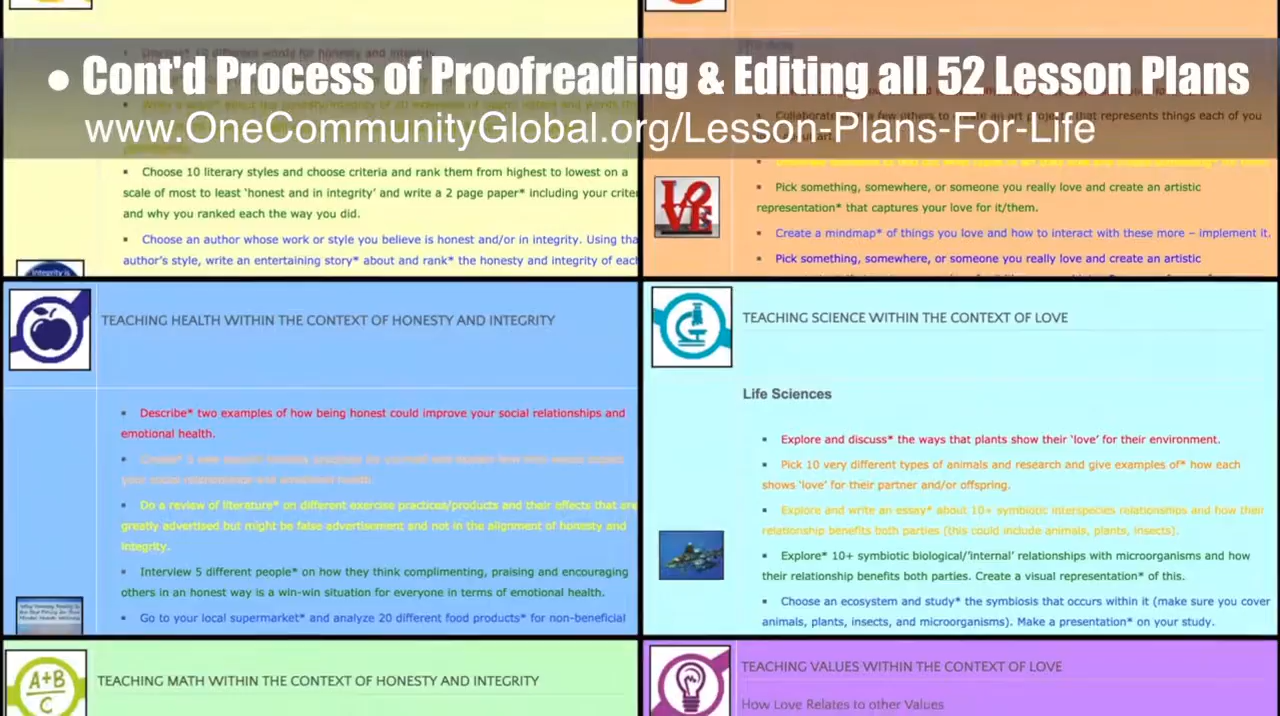 ● Cont'd Process of Proofreading & Editing all 52 Lesson Plans
www.OneCommunityGlobal.org/Lesson-Plans-For-Life
Choose 10 literary styles and choose criteria and rank them from highest to lowest on a
scale of most to least 'honest and in integrity' and write a 2 page paper* including your criter
and why you ranked each the way you did.
Choose an author whose work or style you believe is honest and/or in integrity. Using tha
author's style, write an entertaining story* about and rank* the honesty and integrity of each
Integrity is
that represents things each of you
LOVE
Pick something, somewhere, or someone you really love and create an artistic
representation* that captures your love for it/them.
Create a mindmap* of things you love and how to interact with these more – implement it.
Pick something, somewhere, or someone you really love and create an artistic
TEACHING HEALTH WITHIN THE CONTEXT OF HONESTY AND INTEGRITY
Describe* two examples of how being honest could improve your social relationships and
emotional health.
Do a review of literature* on different exercise practices/products and their effects that are
greatly advertised but might be false advertisement and not in the alignment of honesty and
integrity.
Interview 5 different people* on how they think complimenting, praising and encouraging
others in an honest way is a win-win situation for everyone in terms of emotional health.
Go to your local supermarket* and analyze 20 different food products* for non-beneficial
TEACHING SCIENCE WITHIN THE CONTEXT OF LOVE
Life Sciences
Explore and discuss* the ways that plants show their 'love' for their environment.
Pick 10 very different types of animals and research and give examples of* how each
shows 'love' for their partner and/or offspring.
Explore and write an essay* about 10+ symbiotic interspecies relationships and how their
relationship benefits both parties (this could include animals, plants, insects).
Explore* 10+ symbiotic biological/'internal' relationships with microorganisms and how
their relationship benefits both parties. Create a visual representation* of this.
Choose an ecosystem and study* the symbiosis that occurs within it (make sure you cover
animals, plants, insects, and microorganisms). Make a presentation* on your study.
A+B
C
TEACHING MATH WITHIN THE CONTEXT OF HONESTY AND INTEGRITY
TEACHING VALUES WITHIN THE CONTEXT OF LOVE
How Love Relates to other Values